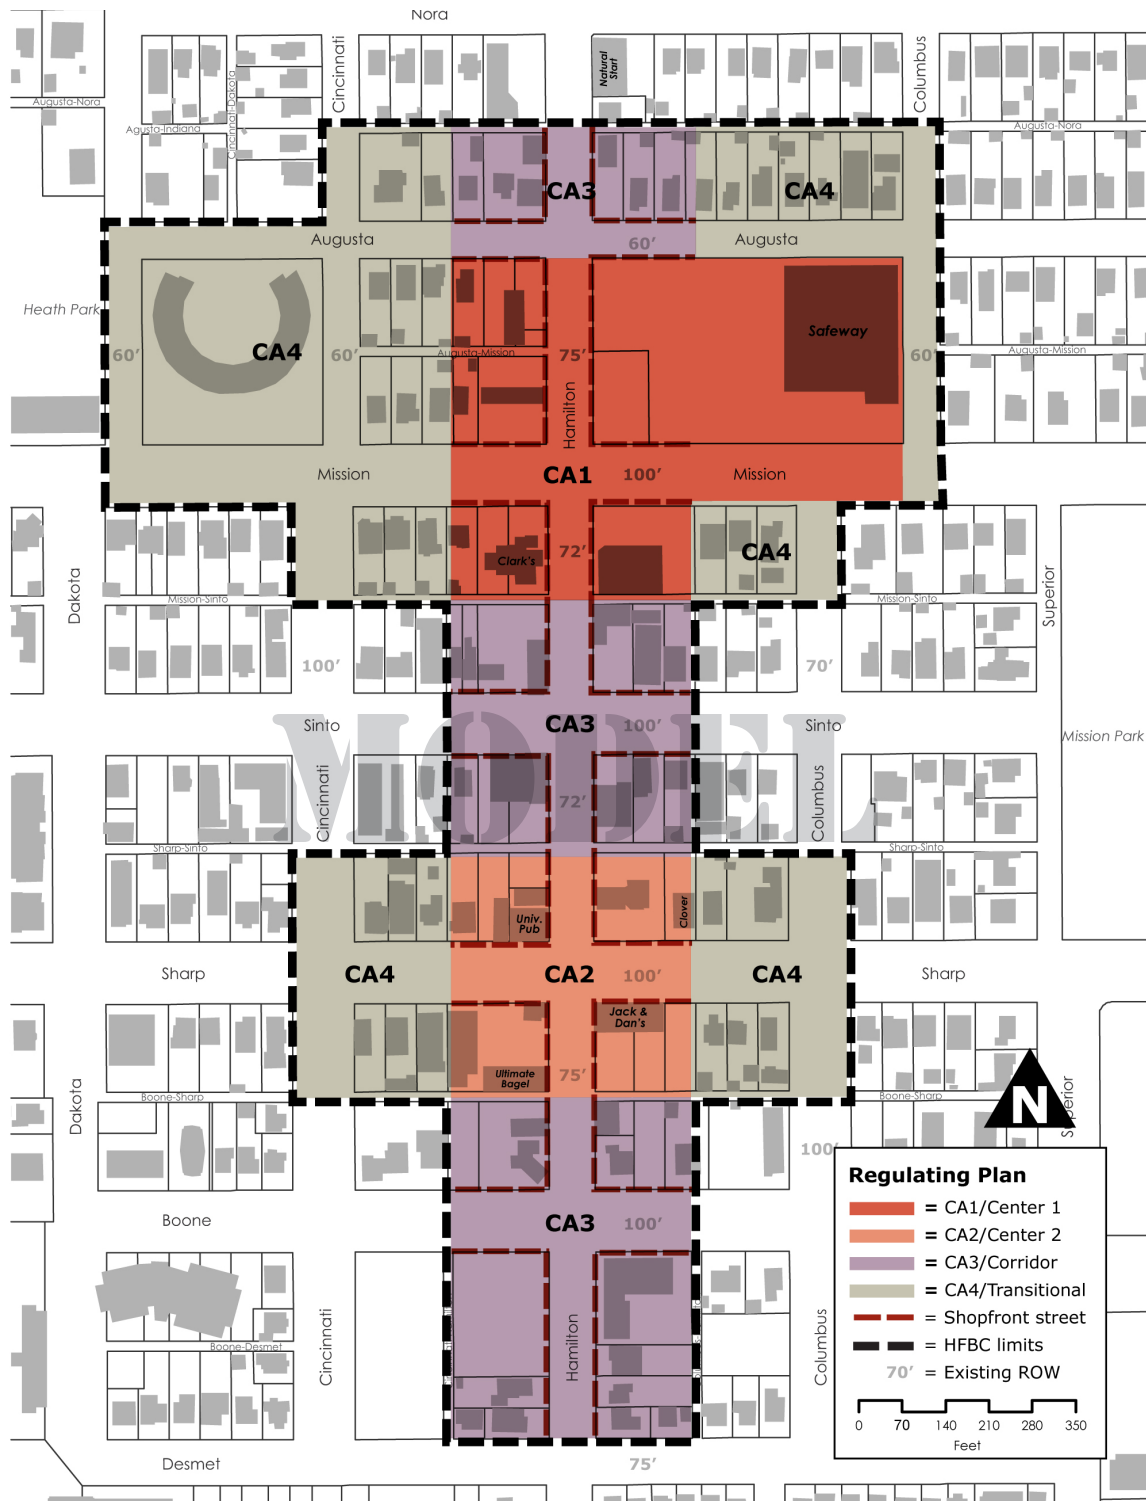 Nora
Cincinnati
Columbus
Natural
Start
Augusta-Nora
Cincinnati-Dakota
Agusta-Indiana
Augusta-Nora
CA3
CA4
Augusta
60'
Augusta
Heath Park
Safeway
CA4
60'
60'
Augusta-Mission
75'
60'
Augusta-Mission
Hamilton
Mission
CA1
100'
Mission
72'
CA4
Clark's
Dakota
Superior
Mission-Sinto
Mission-Sinto
100'
70'
Sinto
CA3
100'
Sinto
Mission Park
MODEL
Cincinnati
72'
Columbus
Sharp-Sinto
Sharp-Sinto
Univ.
Pub
Clover
Sharp
CA4
CA2
100'
CA4
Sharp
Jack &
Dan's
Ultimate
Bagel
75'
Dakota
Boone-Sharp
Boone-Sharp
Superior
N
100'
Boone
CA3
100'
Boone-Desmet
Cincinnati
Hamilton
Columbus
Desmet
75'
Regulating Plan
= CA1/Center 1
= CA2/Center 2
= CA3/Corridor
= CA4/Transitional
= Shopfront street
= HFBC limits
70' = Existing ROW
0 70 140 210 280 350
Feet